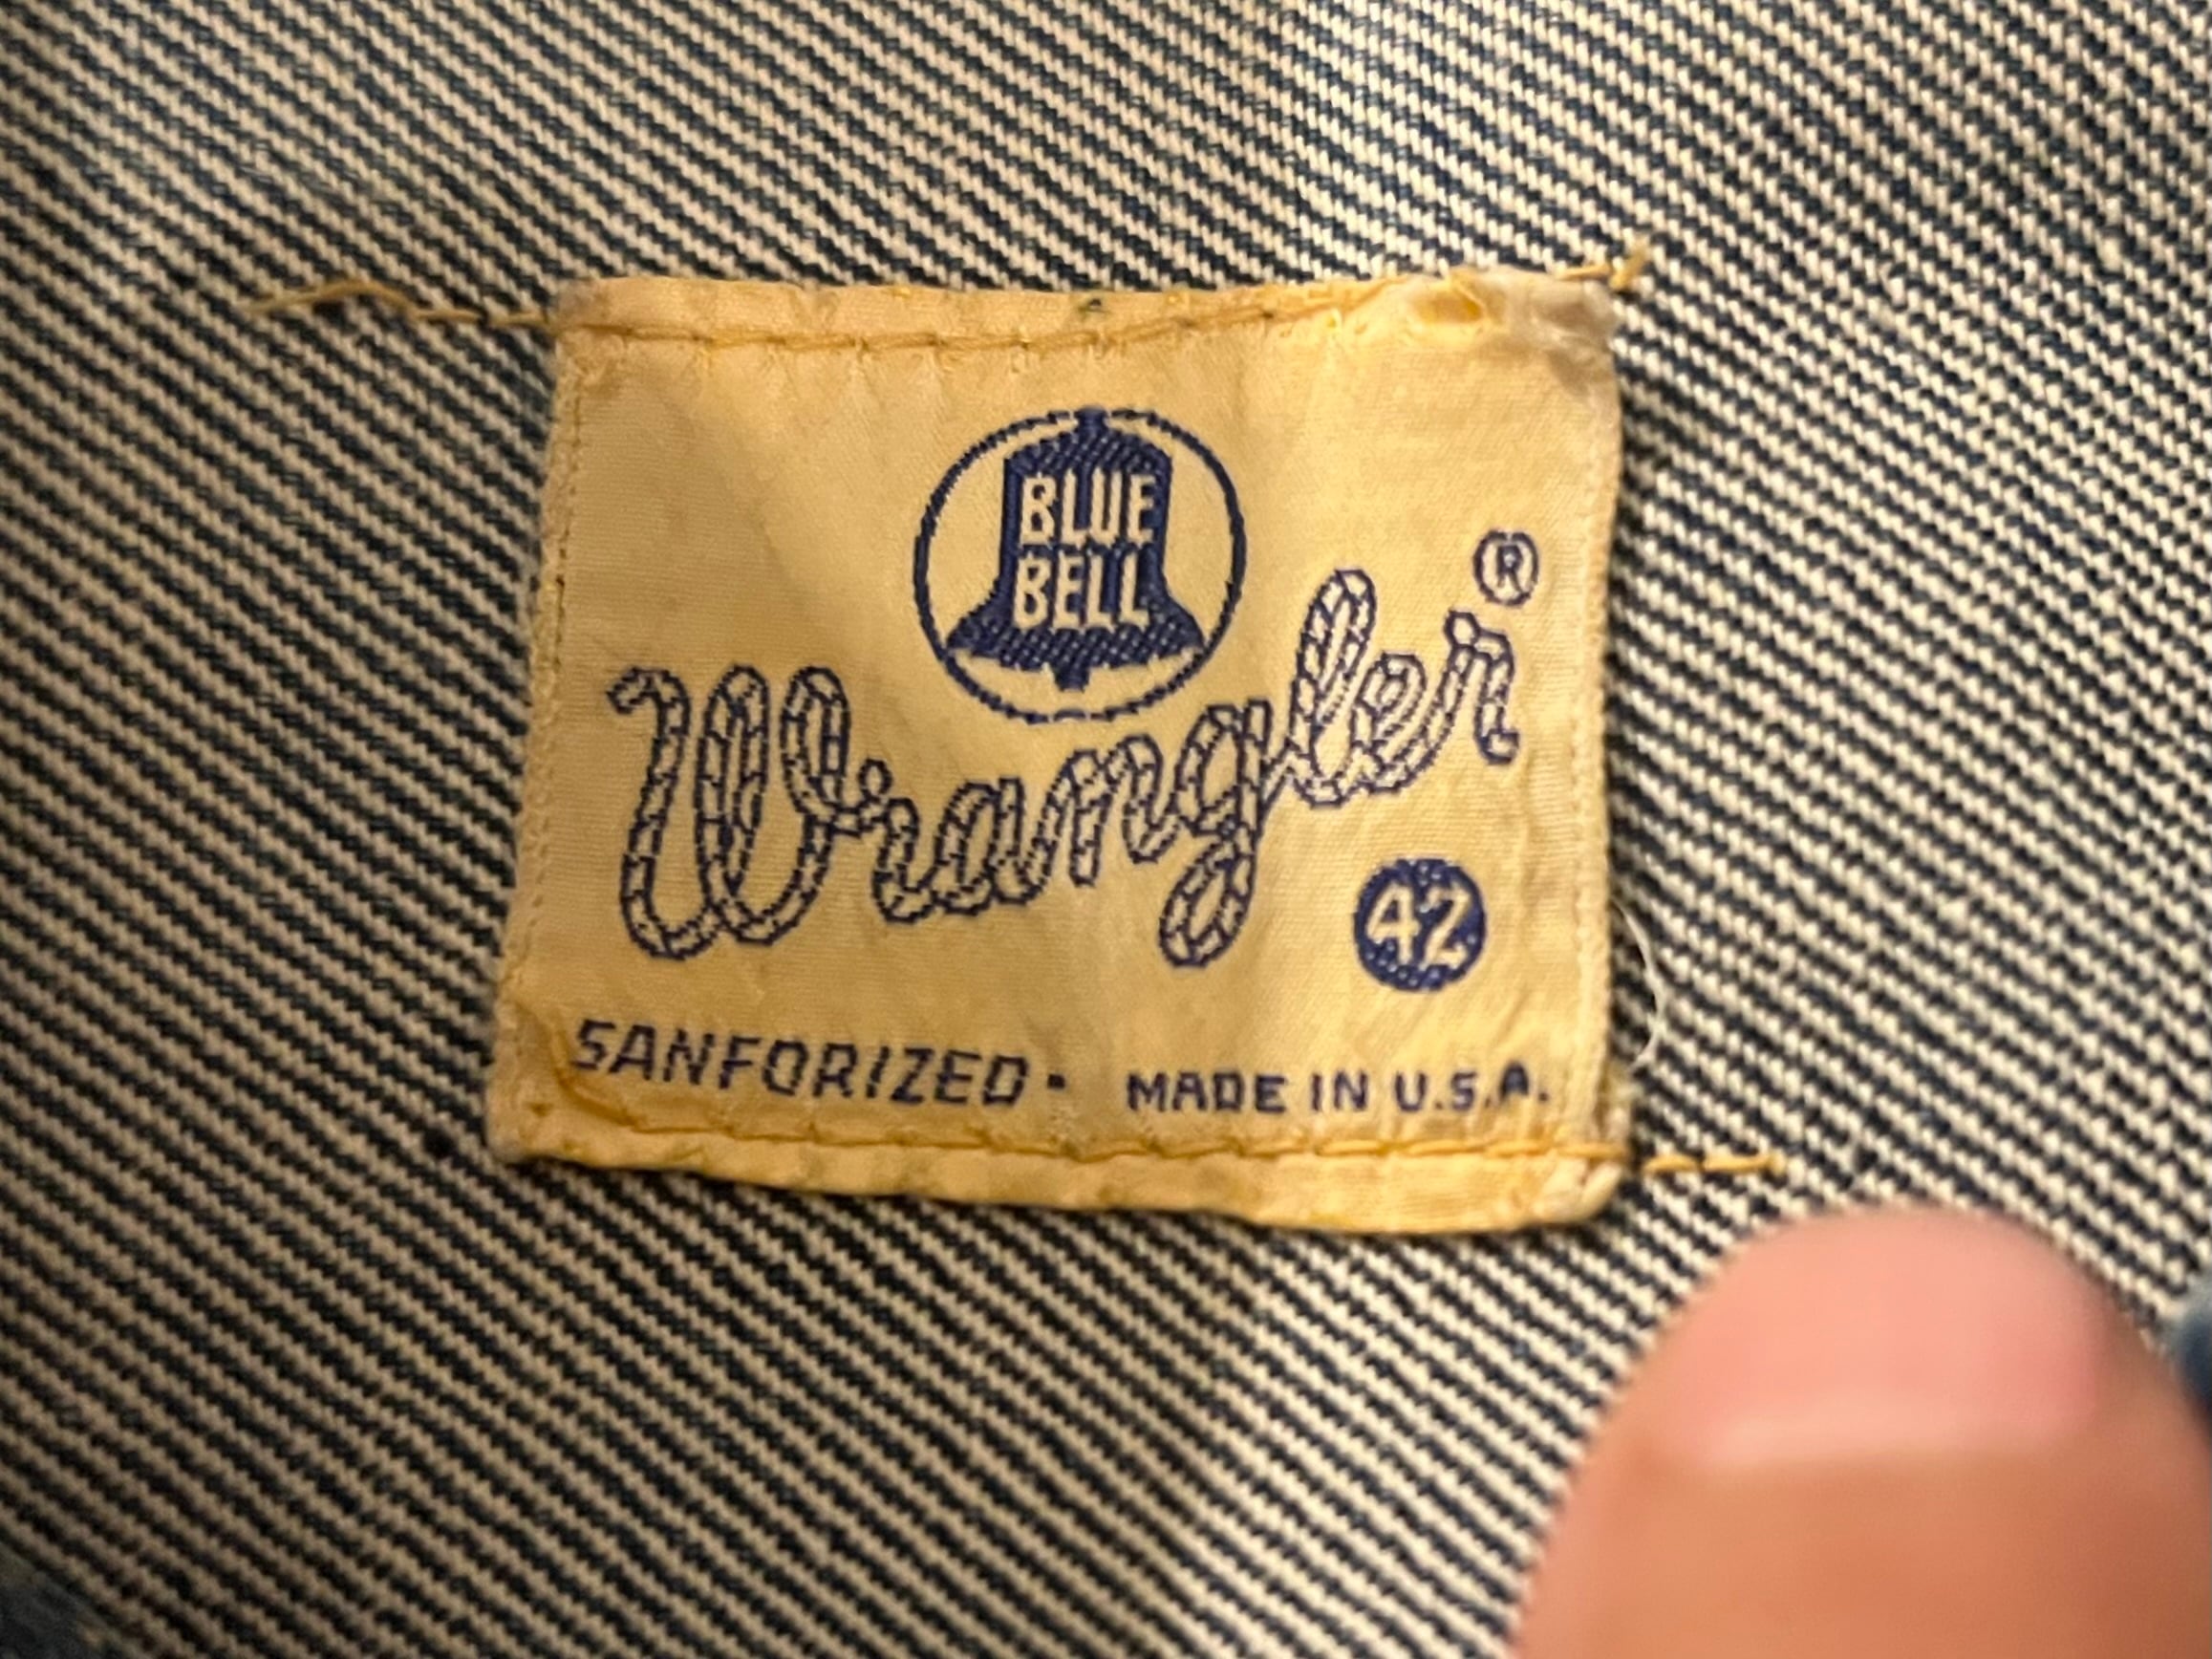 BLUE
BELL
Wrangler®
42
SANFORIZED · MADE IN U.S.A.